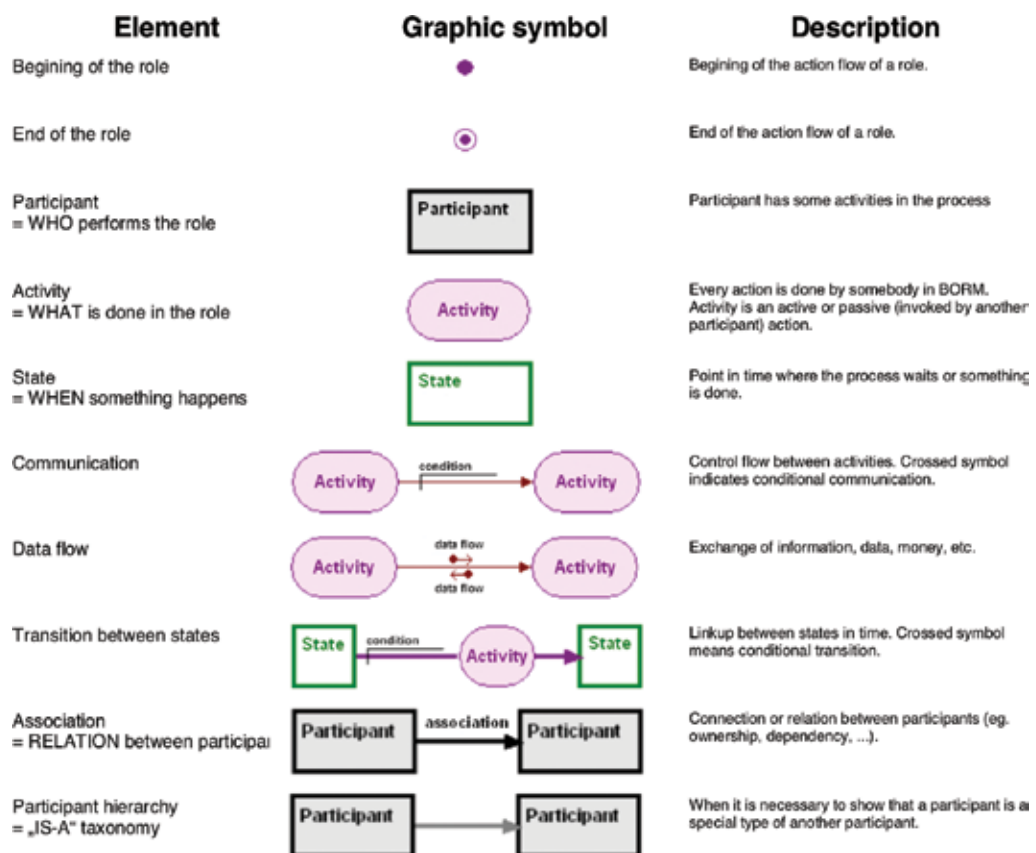 Element Graphic symbol Description
Begining of the role
Begining of the action flow of a role.
End of the role
End of the action flow of a role.
Participant
= WHO performs the role
Participant
Participant has some activities in the process
Activity
= WHAT is done in the role
Activity
Every action is done by somebody in BORM.
Activity is an active or passive (invoked by another
participant) action.
State
= WHEN something happens
State
Point in time where the process waits or something
is done.
Communication
Activity condition Activity
Control flow between activities. Crossed symbol
indicates conditional communication.
Data flow
Activity data flow data flow Activity
Exchange of information, data, money, etc.
Transition between states
State condition Activity State
Linkup between states in time. Crossed symbol
means conditional transition.
Association
= RELATION between participa
Participant association Participant
Connection or relation between participants (eg.
ownership, dependency, ...).
Participant hierarchy
= „IS-A“ taxonomy
Participant Participant
When it is necessary to show that a participant is a
special type of another participant.